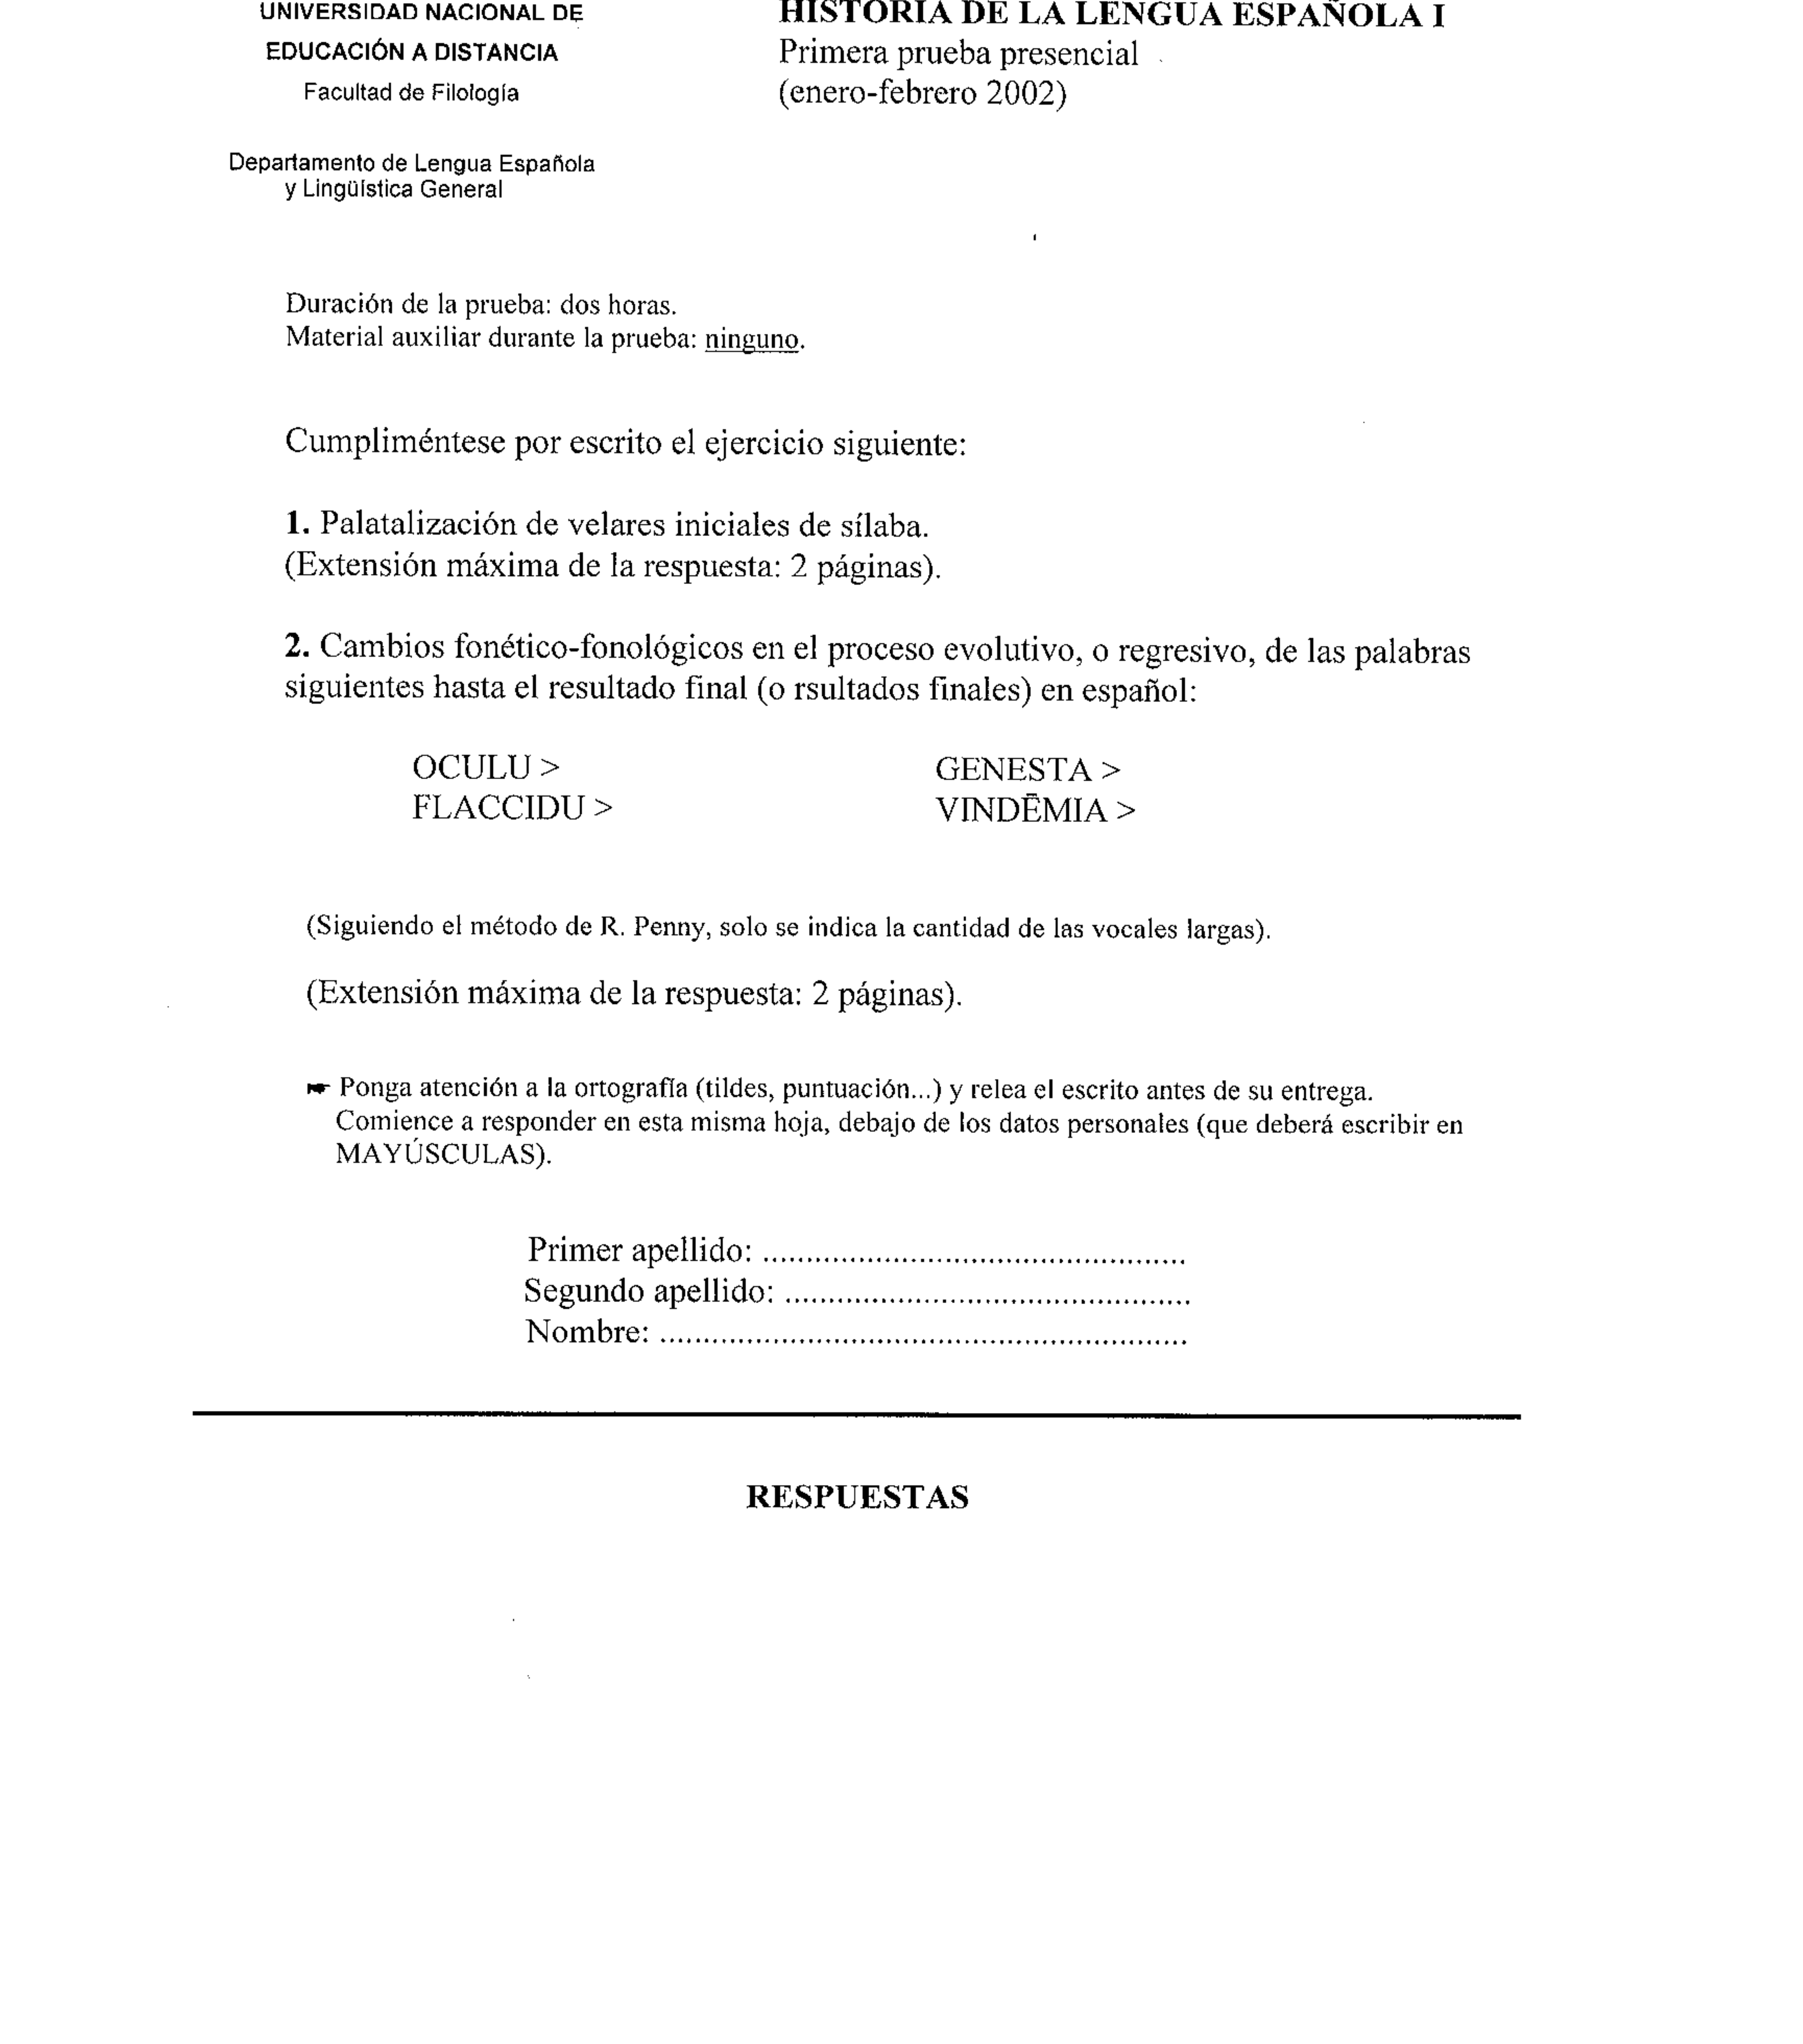 UNIVERSIDAD NACIONAL DE
EDUCACIÓN A DISTANCIA
Facultad de Filología
Departamento de Lengua Española
y Lingüística General
HISTORIA DE LA LENGUA ESPAÑOLA I
Primera prueba presencial
(enero-febrero 2002)
Duración de la prueba: dos horas.
Material auxiliar durante la prueba: ninguno.
Cumpliméntese por escrito el ejercicio siguiente:
1. Palatalización de velares iniciales de sílaba.
(Extensión máxima de la respuesta: 2 páginas).
2. Cambios fonético-fonológicos en el proceso evolutivo, o regresivo, de las palabras
siguientes hasta el resultado final (o rsultados finales) en español:
OCULU > GENESTA >
FLACCIDU > VINDĒMIA >
(Siguiendo el método de R. Penny, solo se indica la cantidad de las vocales largas).
(Extensión máxima de la respuesta: 2 páginas).
☛ Ponga atención a la ortografía (tildes, puntuación...) y relea el escrito antes de su entrega.
Comience a responder en esta misma hoja, debajo de los datos personales (que deberá escribir en
MAYÚSCULAS).
Primer apellido: ................................................
Segundo apellido: ..............................................
Nombre: ............................................................
RESPUESTAS